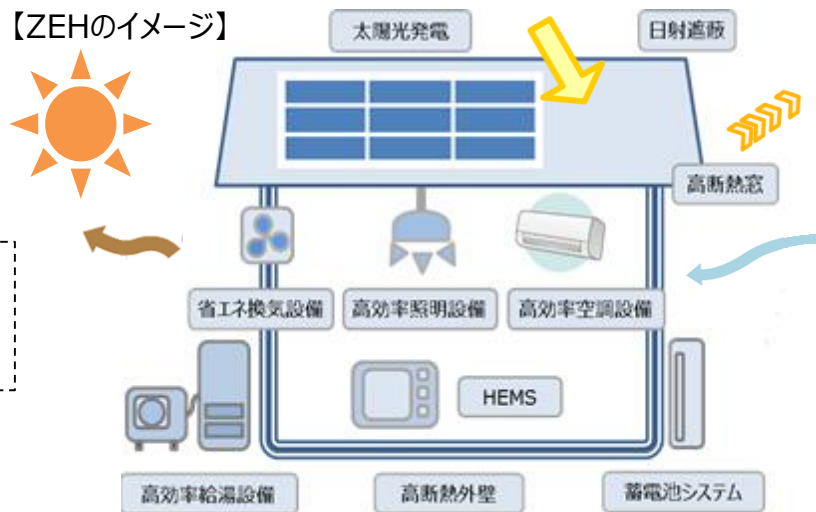 【ZEHのイメージ】
太陽光発電
日射遮蔽
高断熱窓
省エネ換気設備
高効率照明設備
高効率空調設備
HEMS
高効率給湯設備
高断熱外壁
蓄電池システム